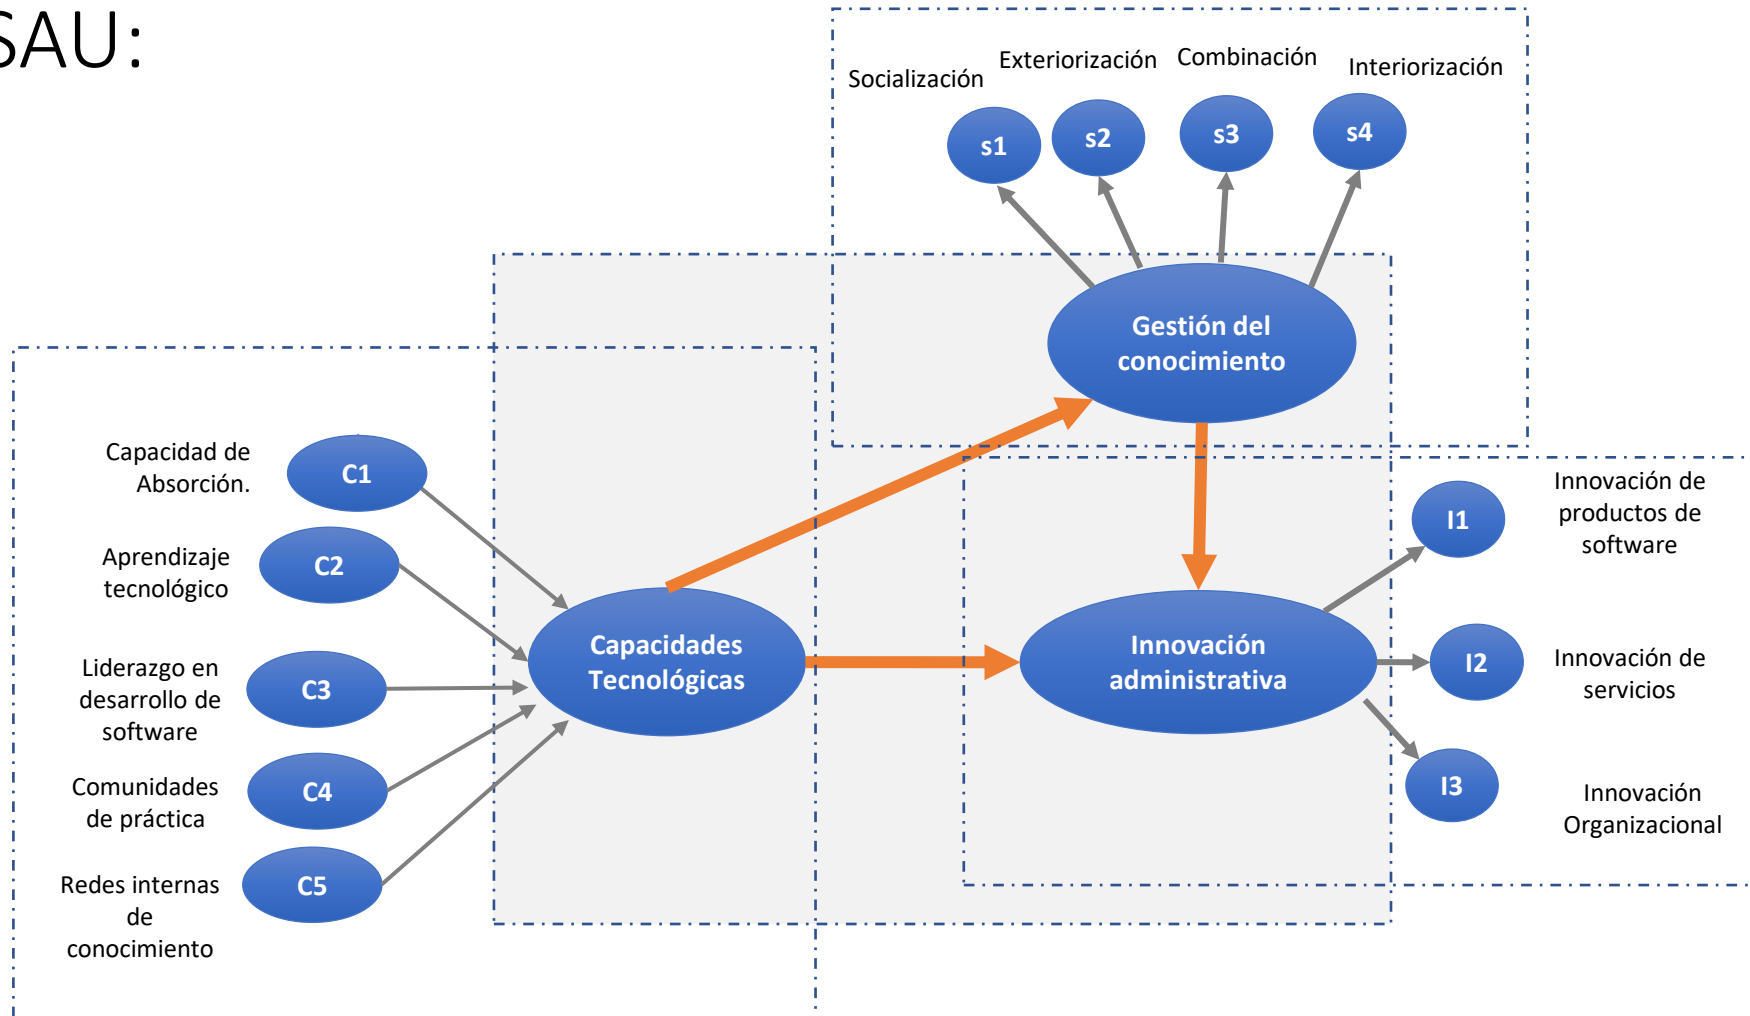 SAU:
Socialización
Exteriorización
Combinación
Interiorización
s1
s2
s3
s4
Gestión del
conocimiento
Capacidad de
Absorción.
C1
Aprendizaje
tecnológico
C2
Liderazgo en
desarrollo de
software
C3
Comunidades
de práctica
C4
Redes internas
de
conocimiento
C5
Capacidades
Tecnológicas
Innovación
administrativa
I1
Innovación de
productos de
software
I2
Innovación de
servicios
I3
Innovación
Organizacional